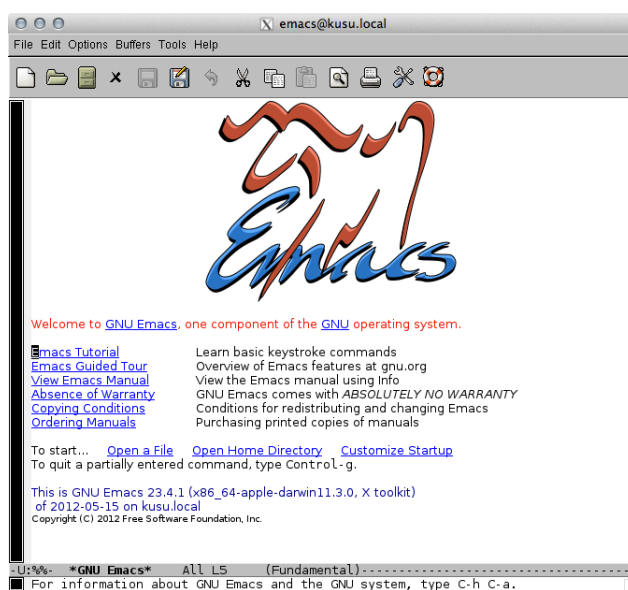 emacs@kusu.local
File Edit Options Buffers Tools Help
Emacs
Welcome to GNU Emacs, one component of the GNU operating system.
Emacs Tutorial Learn basic keystroke commands
Emacs Guided Tour Overview of Emacs features at gnu.org
View Emacs Manual View the Emacs manual using Info
Absence of Warranty GNU Emacs comes with ABSOLUTELY NO WARRANTY
Copying Conditions Conditions for redistributing and changing Emacs
Ordering Manuals Purchasing printed copies of manuals
To start... Open a File Open Home Directory Customize Startup
To quit a partially entered command, type Control-g.
This is GNU Emacs 23.4.1 (x86_64-apple-darwin11.3.0, X toolkit)
of 2012-05-15 on kusu.local
Copyright (C) 2012 Free Software Foundation, Inc.
-U:%%- *GNU Emacs* All L5 (Fundamental)------------------------------------
For information about GNU Emacs and the GNU system, type C-h C-a.